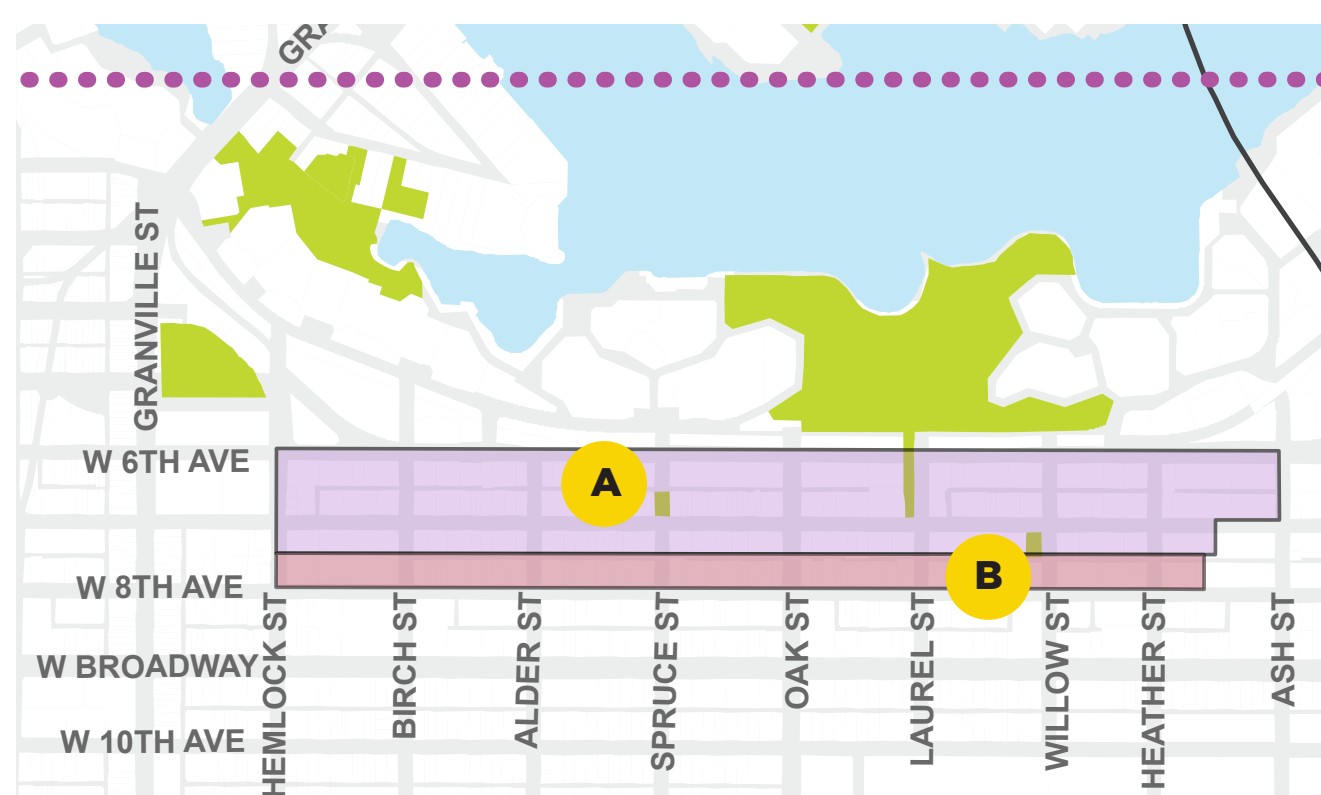 GRA
GRANVILLE ST
W 6TH AVE
A
W 8TH AVE
B
W BROADWAY
W 10TH AVE
HEMLOCK ST
BIRCH ST
ALDER ST
SPRUCE ST
OAK ST
LAUREL ST
WILLOW ST
HEATHER ST
ASH ST